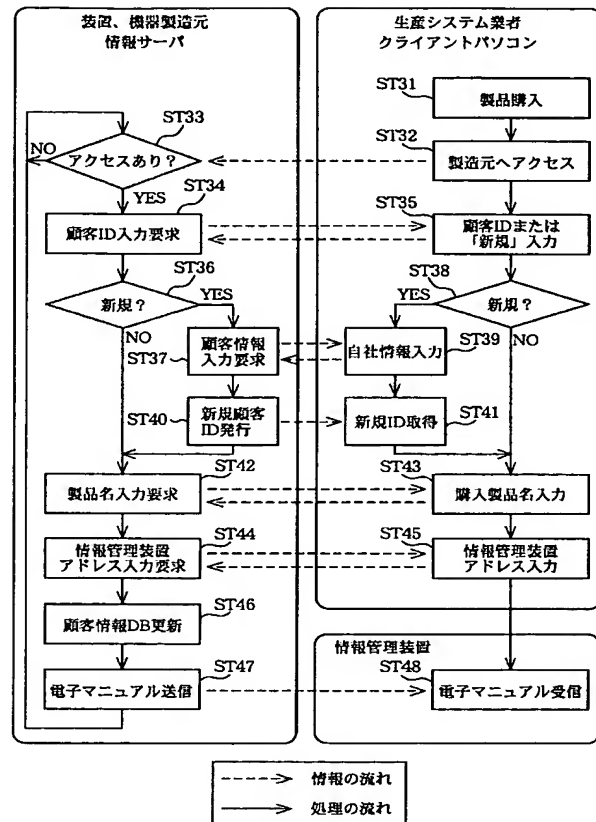 装置、機器製造元
情報サーバ
生産システム業者
クライアントパソコン
ST31
製品購入
ST33
ST32
NO
アクセスあり?
製造元へアクセス
YES
ST34
ST35
顧客ID入力要求
顧客IDまたは
「新規」入力
ST36
ST38
新規?
YES
YES
新規?
NO
NO
ST37
顧客情報
入力要求
自社情報入力
ST39
ST40
新規顧客
ID発行
新規ID取得
ST41
ST42
ST43
製品名入力要求
購入製品名入力
ST44
ST45
情報管理装置
アドレス入力要求
情報管理装置
アドレス入力
ST46
顧客情報DB更新
情報管理装置
ST47
ST48
電子マニュアル送信
電子マニュアル受信
情報の流れ
処理の流れ